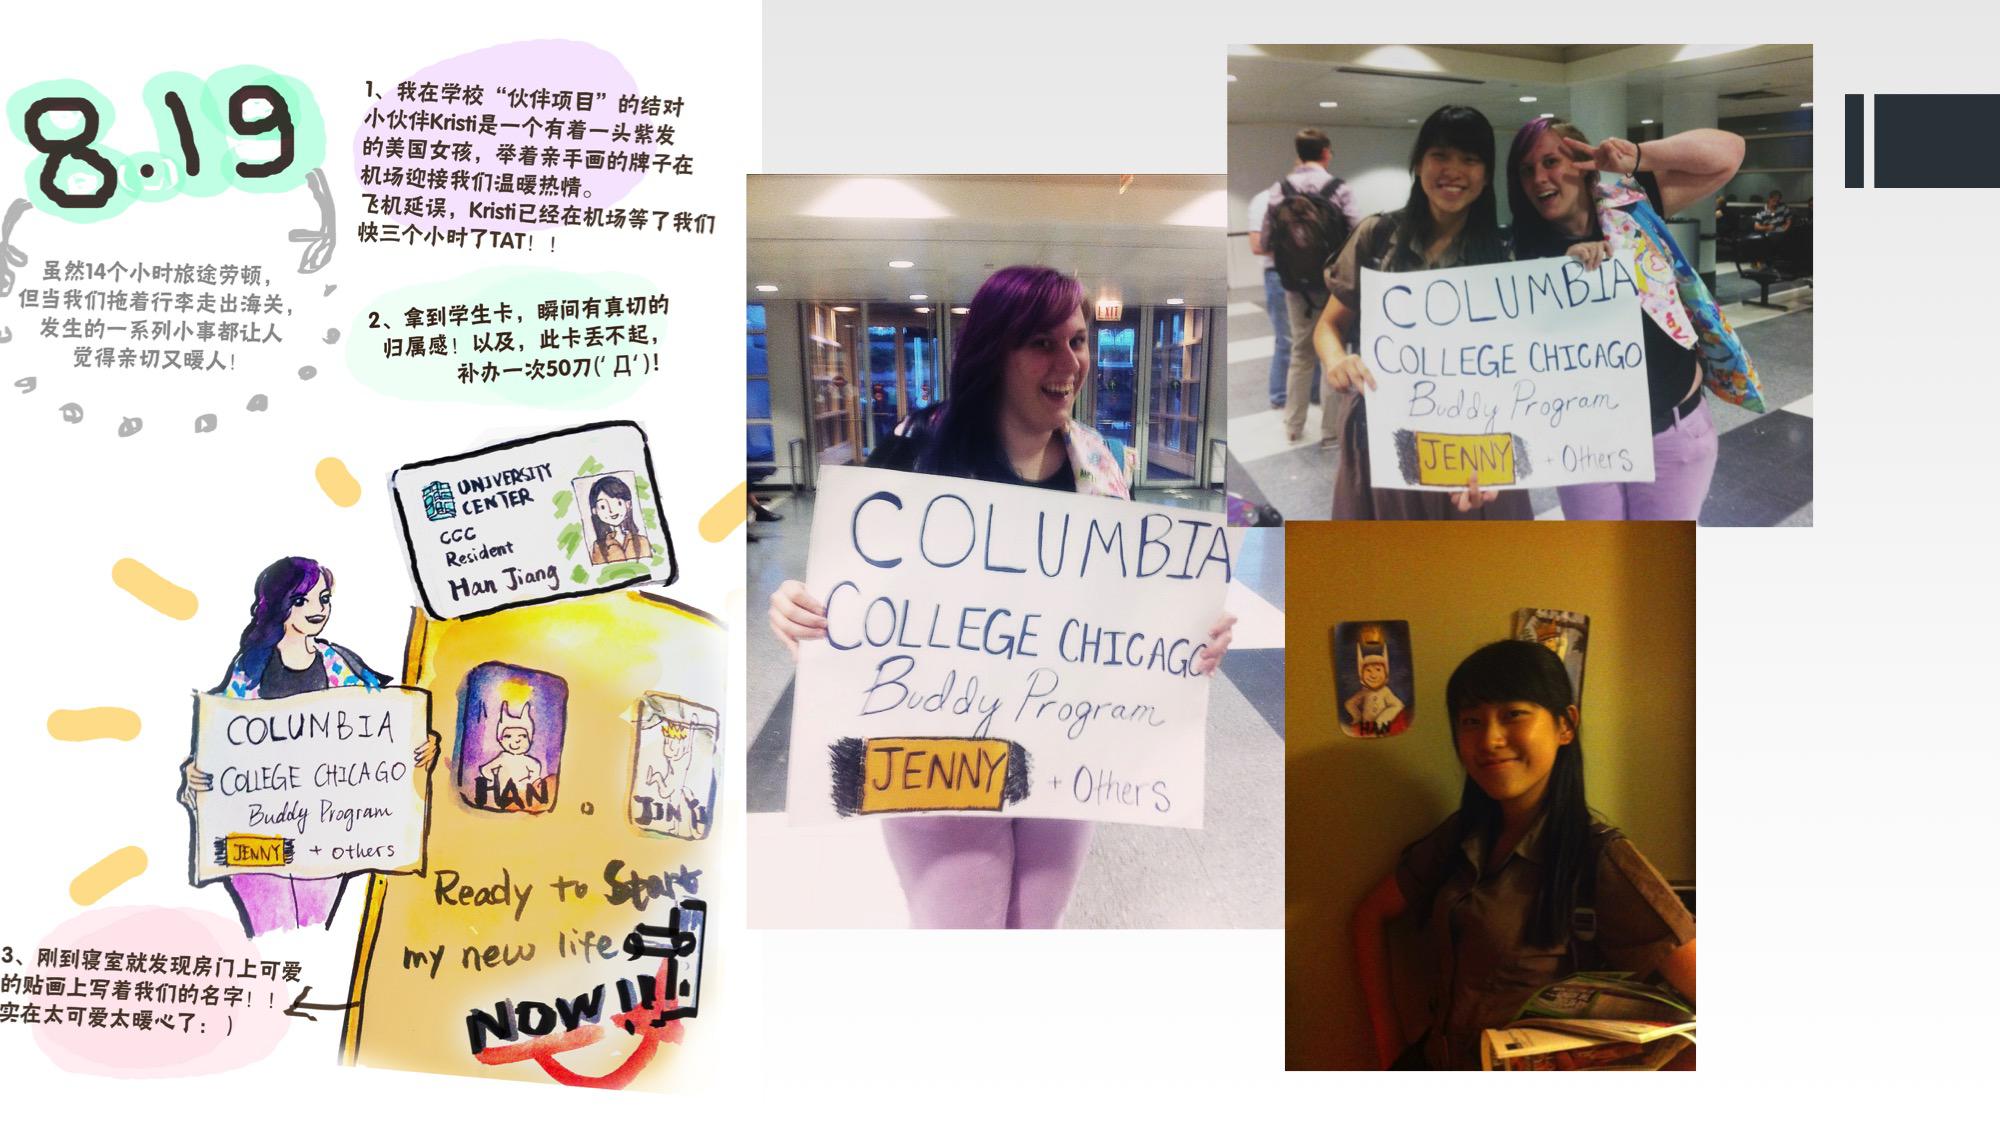 8.19
虽然14个小时旅途劳顿，
但当我们拖着行李走出海关，
发生的一系列小事都让人
觉得亲切又暖人！
1、我在学校“伙伴项目”的结对
小伙伴Kristi是一个有着一头紫发
的美国女孩，举着亲手画的牌子在
机场迎接我们温暖热情。
飞机延误，Kristi已经在机场等了我们
快三个小时了TAT！！
2、拿到学生卡，瞬间有真切的
归属感！以及，此卡丢不起，
补办一次50刀(‘Д‘)!
UNIVERSITY
CENTER
CCC
Resident
Han Jiang
COLUMBIA
COLLEGE CHICAGO
Buddy Program
JENNY + others
HAN
Ready to Start
my new life
NOW!!!
3、刚到寝室就发现房门上可爱
的贴画上写着我们的名字！！
实在太可爱太暖心了：）
EXIT
COLUMBIA
COLLEGE CHICAGO
Buddy Program
JENNY + Others
COLUMBIA
COLLEGE CHICAGO
Buddy Program
JENNY + Others
HAN